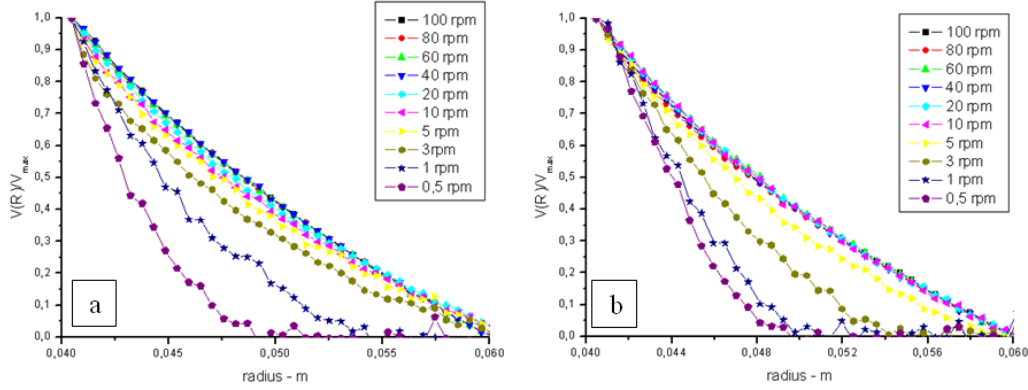 1,0
0,9
0,8
0,7
0,6
0,5
0,4
0,3
0,2
0,1
0,0
V(R)/Vmax
0,040
0,045
0,050
0,055
0,060
radius - m
100 rpm
80 rpm
60 rpm
40 rpm
20 rpm
10 rpm
5 rpm
3rpm
1 rpm
0,5 rpm
a
1,0
0,9
0,8
0,7
0,6
0,5
0,4
0,3
0,2
0,1
0,0
V(R)/Vmax
0,040
0,044
0,048
0,052
0,056
0,060
radius - m
100 rpm
80 rpm
60 rpm
40 rpm
20 rpm
10 rpm
5 rpm
3 rpm
1 rpm
0,5 rpm
b